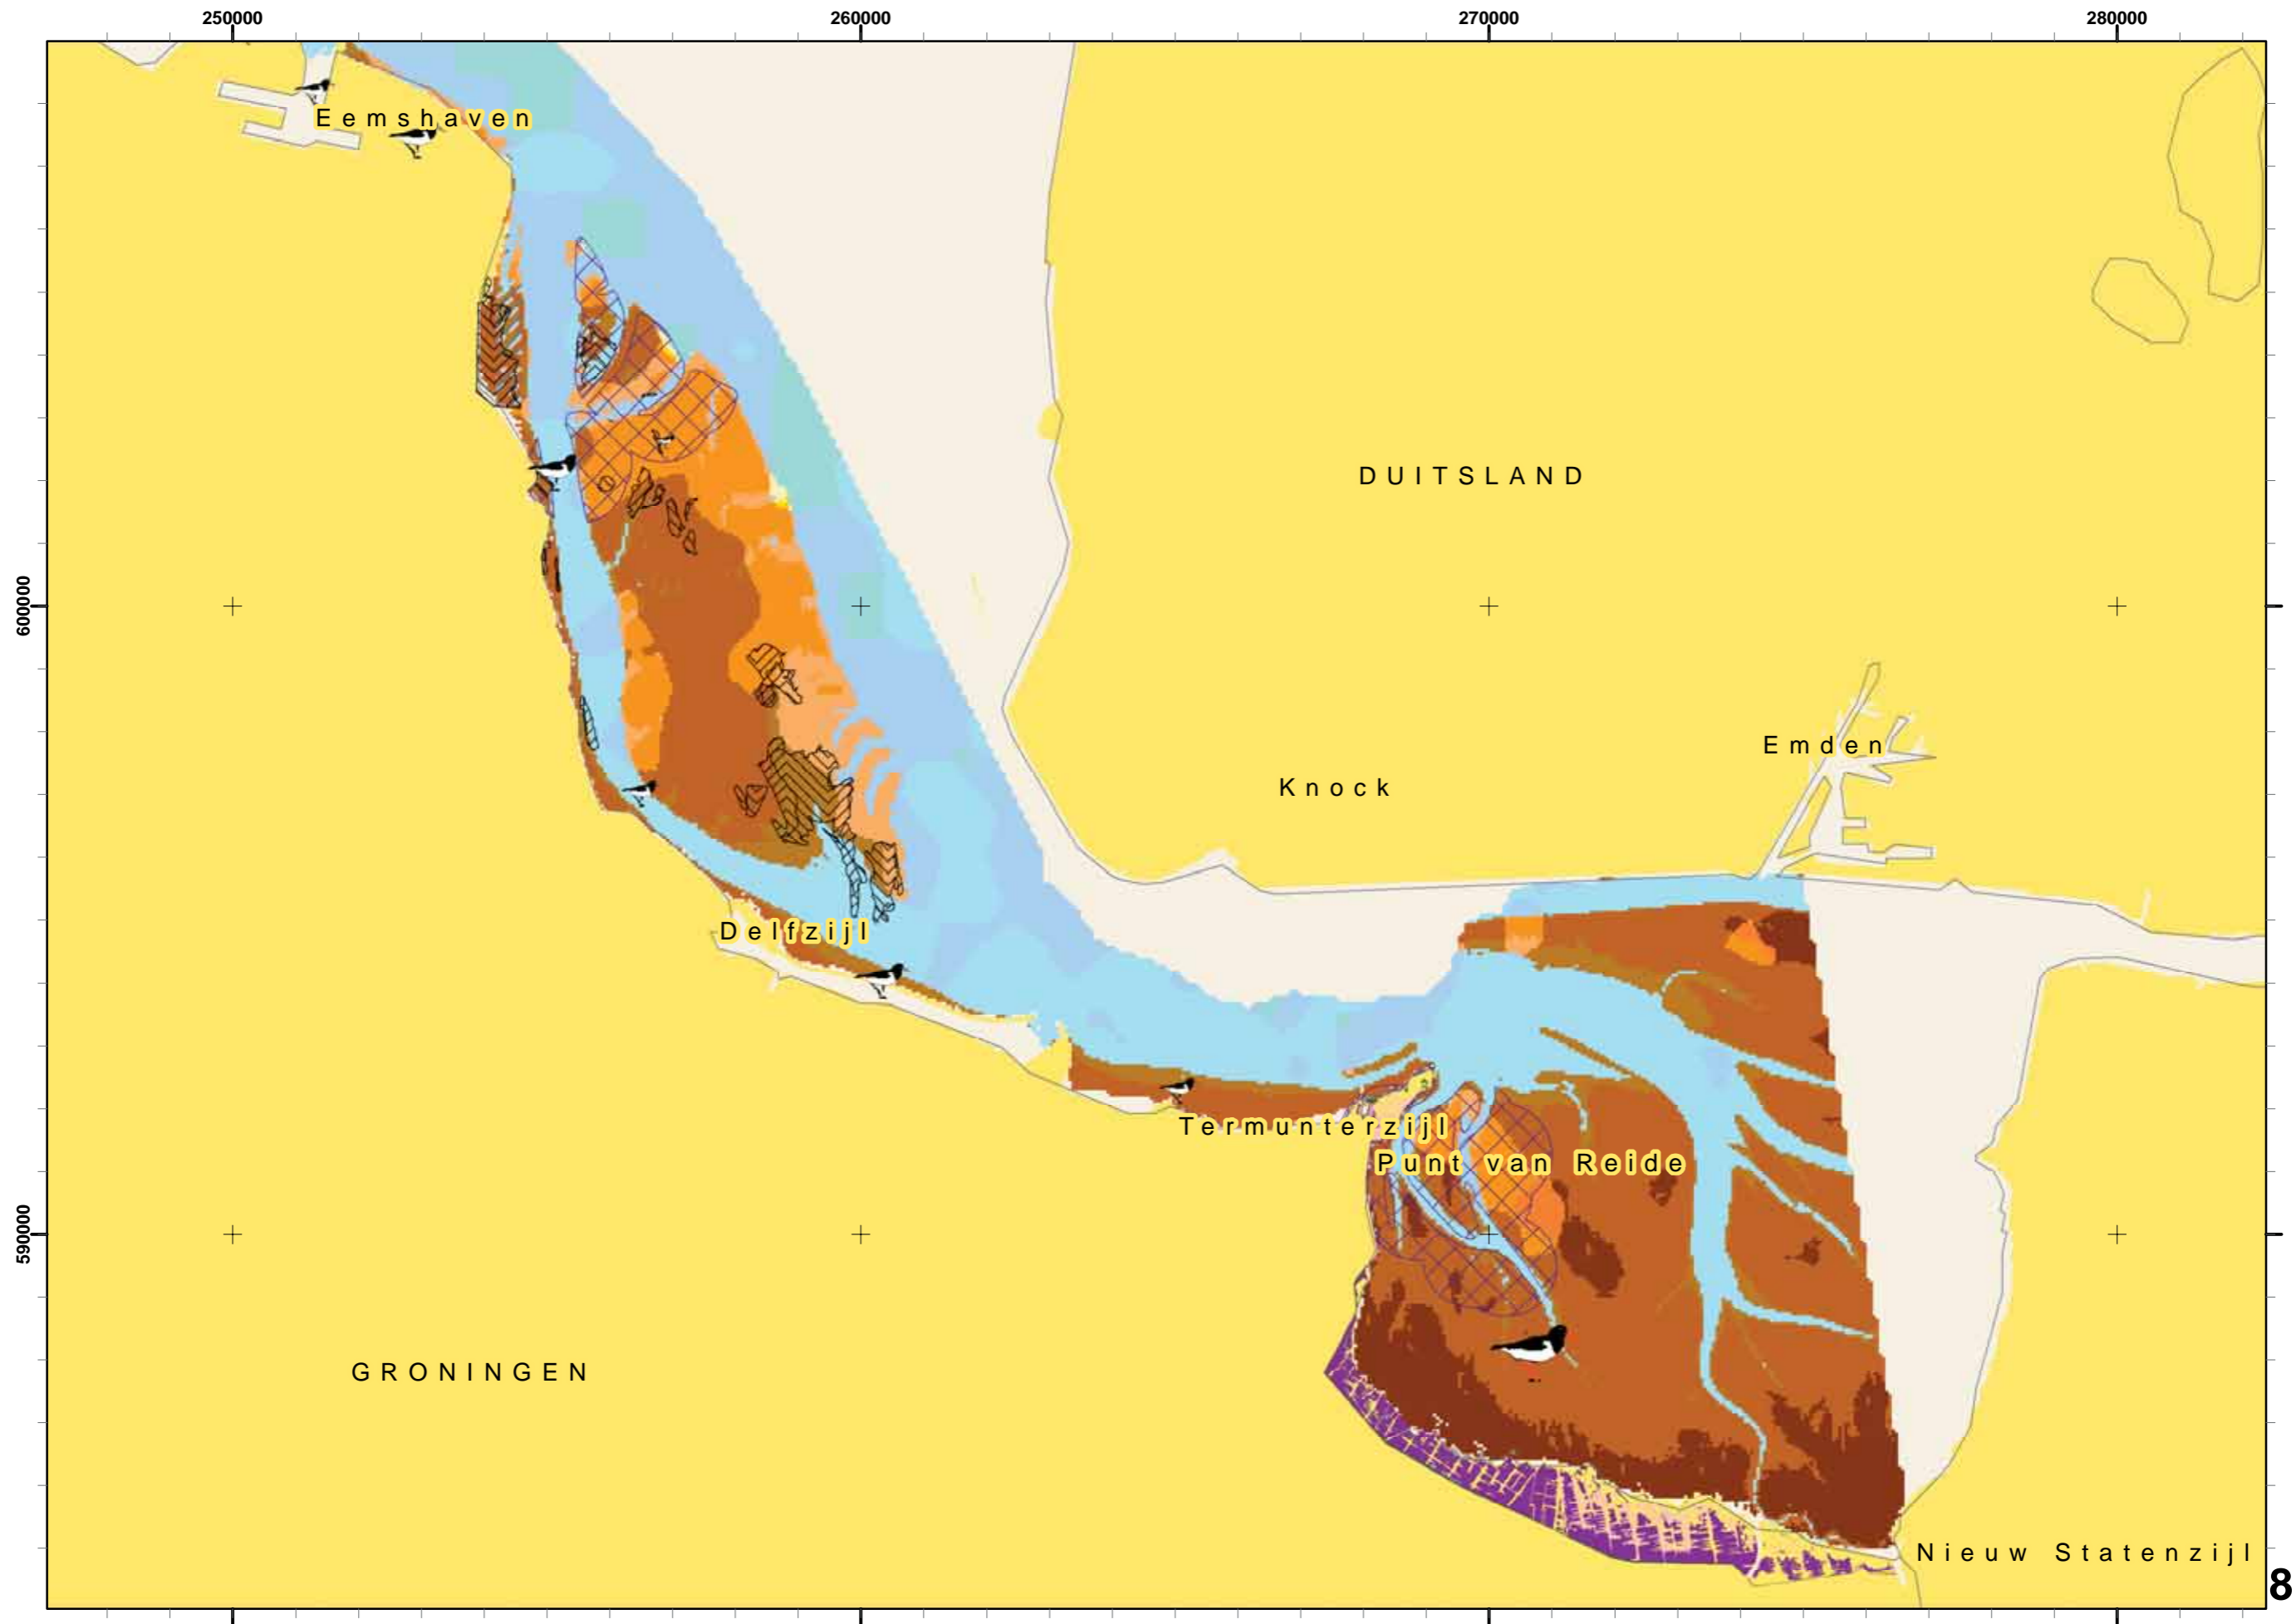 250000 260000 270000 280000
Eemshaven
DUITSLAND
600000
Emden
Knock
Delfzijl
Termunterzijl
Punt van Reide
590000
GRONINGEN
Nieuw Statenzijl
8